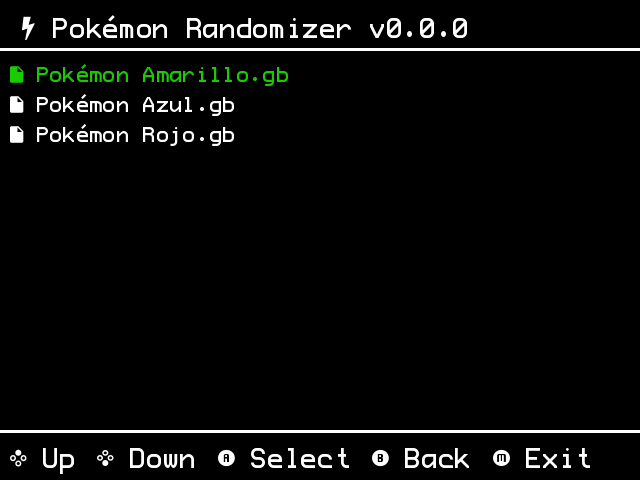 Pokémon Randomizer v0.0.0
Pokémon Amarillo.gb
Pokémon Azul.gb
Pokémon Rojo.gb
Up Down A Select B Back M Exit